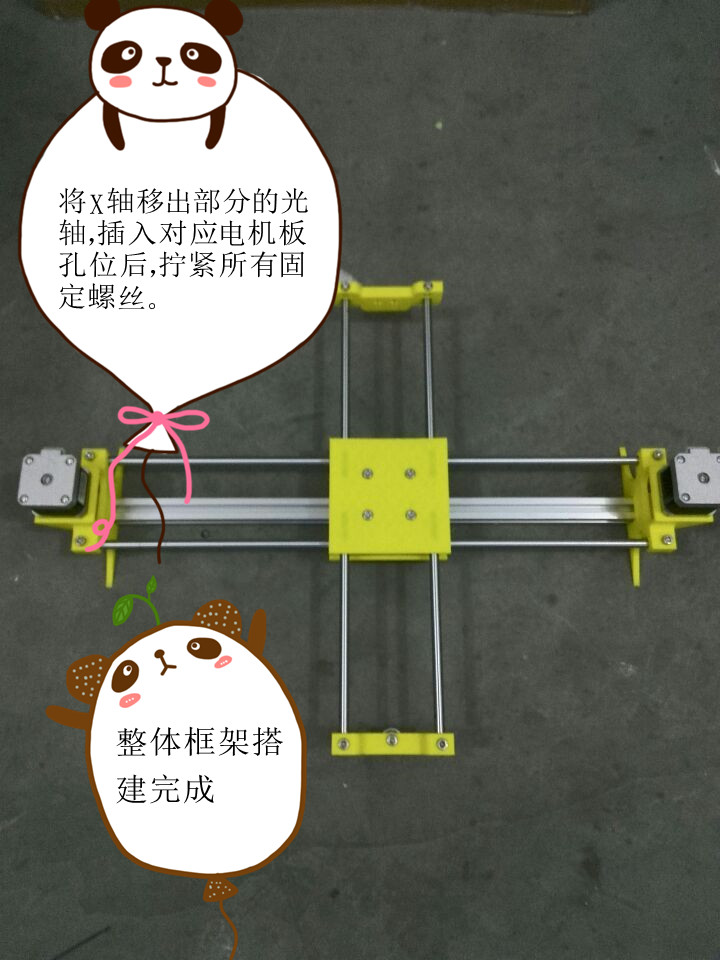 将X轴移出部分的光
轴,插入对应电机板
孔位后,拧紧所有固
定螺丝。
整体框架搭
建完成